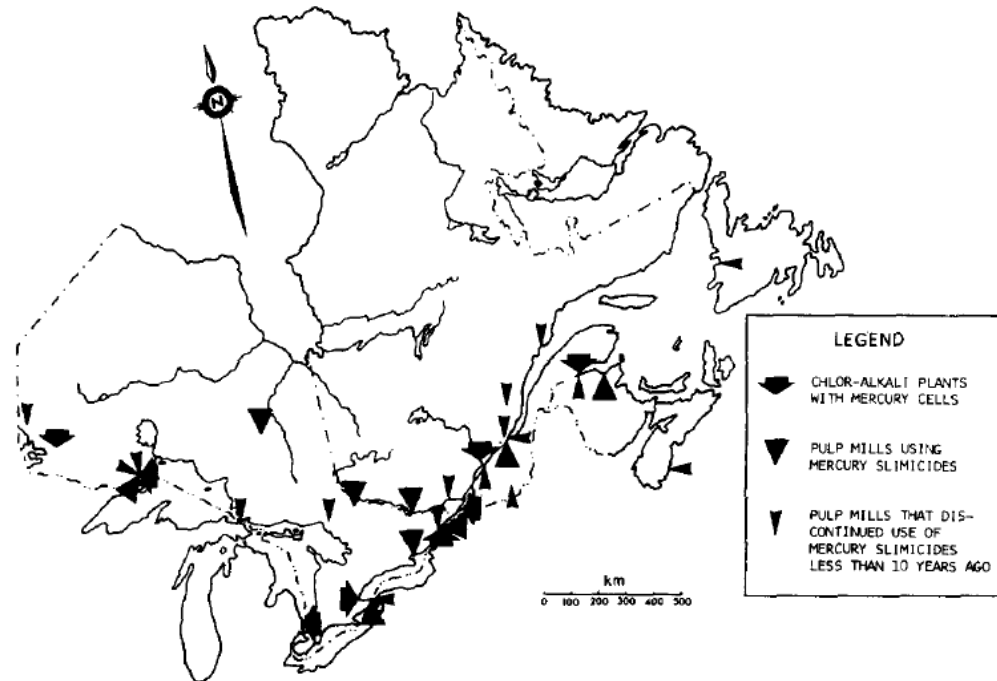 N
LEGEND
CHLOR-ALKALI PLANTS
WITH MERCURY CELLS
PULP MILLS USING
MERCURY SLIMICIDES
PULP MILLS THAT DIS-
CONTINUED USE OF
MERCURY SLIMICIDES
LESS THAN 10 YEARS AGO
km
0 100 200 300 400 500